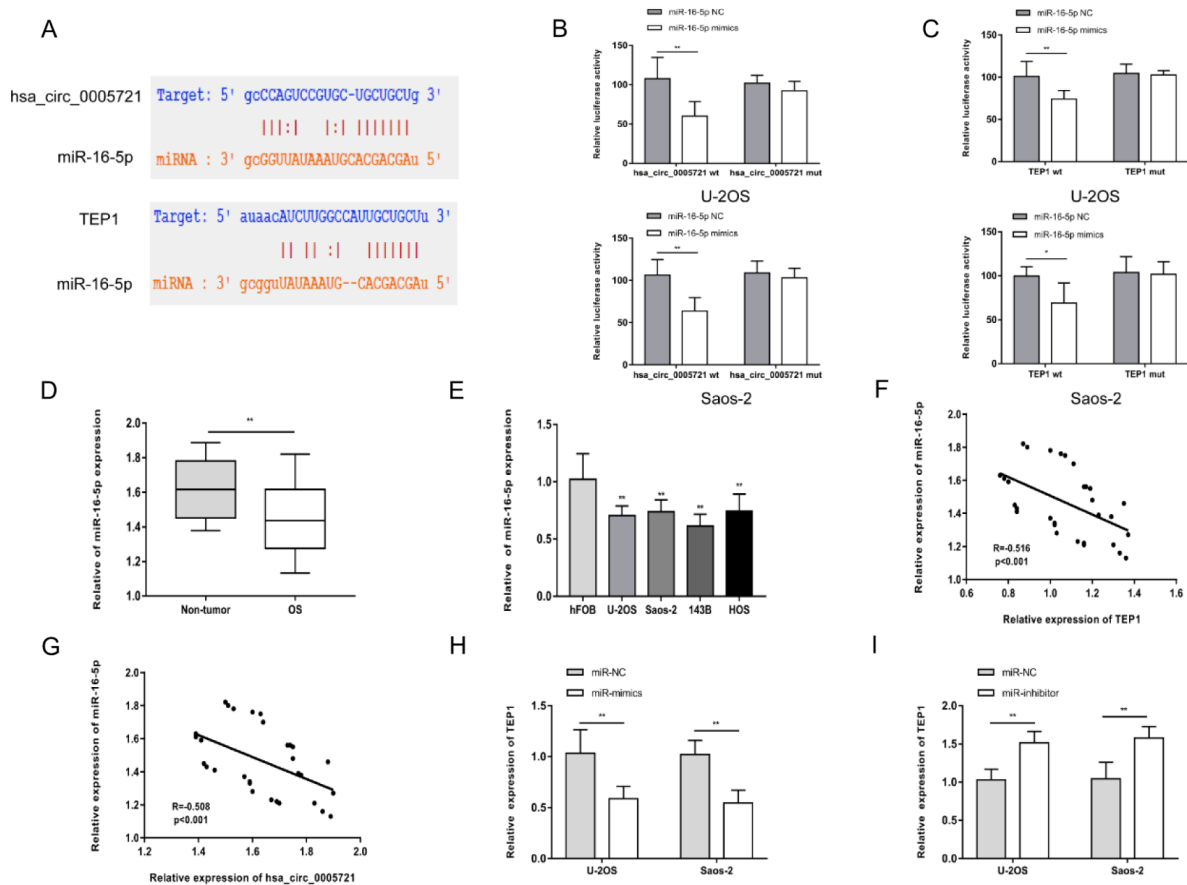 A
hsa_circ_0005721
Target: 5' gcCCAGUCCGUGC-UGCUGCUg 3'
|||:| |:| |||||||
miR-16-5p
miRNA : 3' gcGGUUAUAAAUGCACGACGAu 5'
TEP1
Target: 5' auaacAUCUUGGCCAUUGCUGCUu 3'
|| || :| |||||||
miR-16-5p
miRNA : 3' gcgguUAUAAAUG--CACGACGAu 5'
B
miR-16-5p NC
miR-16-5p mimics
Relative luciferase activity
150
100
50
0
**
hsa_circ_0005721 wt hsa_circ_0005721 mut
U-2OS
miR-16-5p NC
miR-16-5p mimics
Relative luciferase activity
150
100
50
0
**
hsa_circ_0005721 wt hsa_circ_0005721 mut
Saos-2
C
miR-16-5p NC
miR-16-5p mimics
Relative luciferase activity
150
100
50
0
**
TEP1 wt TEP1 mut
U-2OS
miR-16-5p NC
miR-16-5p mimics
Relative luciferase activity
150
100
50
0
*
TEP1 wt TEP1 mut
Saos-2
D
Relative of miR-16-5p expression
2.0
1.8
1.6
1.4
1.2
1.0
**
Non-tumor OS
E
Relative of miR-16-5p expression
1.5
1.0
0.5
0.0
** ** ** **
hFOB U-2OS Saos-2 143B HOS
F
Relative expression of miR-16-5p
2.0
1.8
1.6
1.4
1.2
1.0
R=-0.516
p<0.001
0.6 0.8 1.0 1.2 1.4 1.6
Relative expression of TEP1
G
Relative expression of miR-16-5p
2.0
1.8
1.6
1.4
1.2
1.0
R=-0.508
p<0.001
1.2 1.4 1.6 1.8 2.0
Relative expression of hsa_circ_0005721
H
miR-NC
miR-mimics
Relative expression of TEP1
1.5
1.0
0.5
0.0
** **
U-2OS Saos-2
I
miR-NC
miR-inhibitor
Relative expression of TEP1
2.0
1.5
1.0
0.5
0.0
** **
U-2OS Saos-2